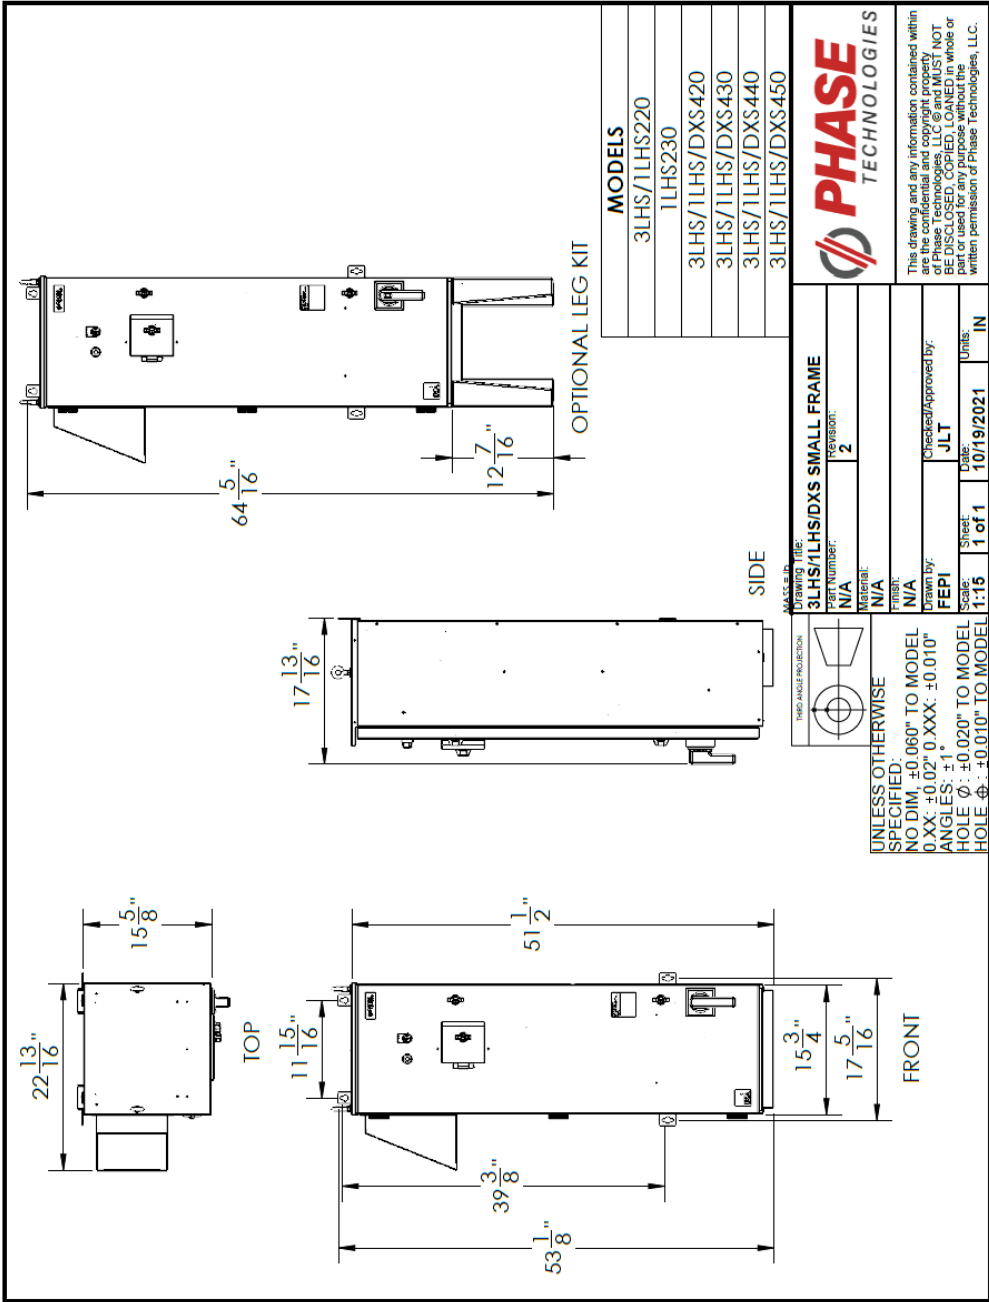 22 13/16"
15 5/8"
TOP
11 15/16"
51 1/2"
39 3/8"
53 1/8"
15 3/4"
17 5/16"
FRONT
17 13/16"
SIDE
64 5/16"
12 7/16"
OPTIONAL LEG KIT
MODELS
3LHS/1LHS220
1LHS230
3LHS/1LHS/DXS420
3LHS/1LHS/DXS430
3LHS/1LHS/DXS440
3LHS/1LHS/DXS450
UNLESS OTHERWISE
SPECIFIED:
NO DIM, ±0.060" TO MODEL
0.XX: ±0.02" 0.XXX: ±0.010"
ANGLES: ±1°
HOLE ∅: ±0.020" TO MODEL
HOLE ⌖: ±0.010" TO MODEL
THIRD ANGLE PROJECTION
Drawing Title:
3LHS/1LHS/DXS SMALL FRAME
Part Number:
N/A
Revision:
2
Material:
N/A
Finish:
N/A
Drawn by:
FEPI
Checked/Approved by:
JLT
Scale:
1:15
Sheet:
1 of 1
Date:
10/19/2021
Units:
IN
PHASE
TECHNOLOGIES
This drawing and any information contained within
are the confidential and copyright property
of Phase Technologies, LLC © and MUST NOT
BE DISCLOSED, COPIED, LOANED in whole or
part or used for any purpose without the
written permission of Phase Technologies, LLC.